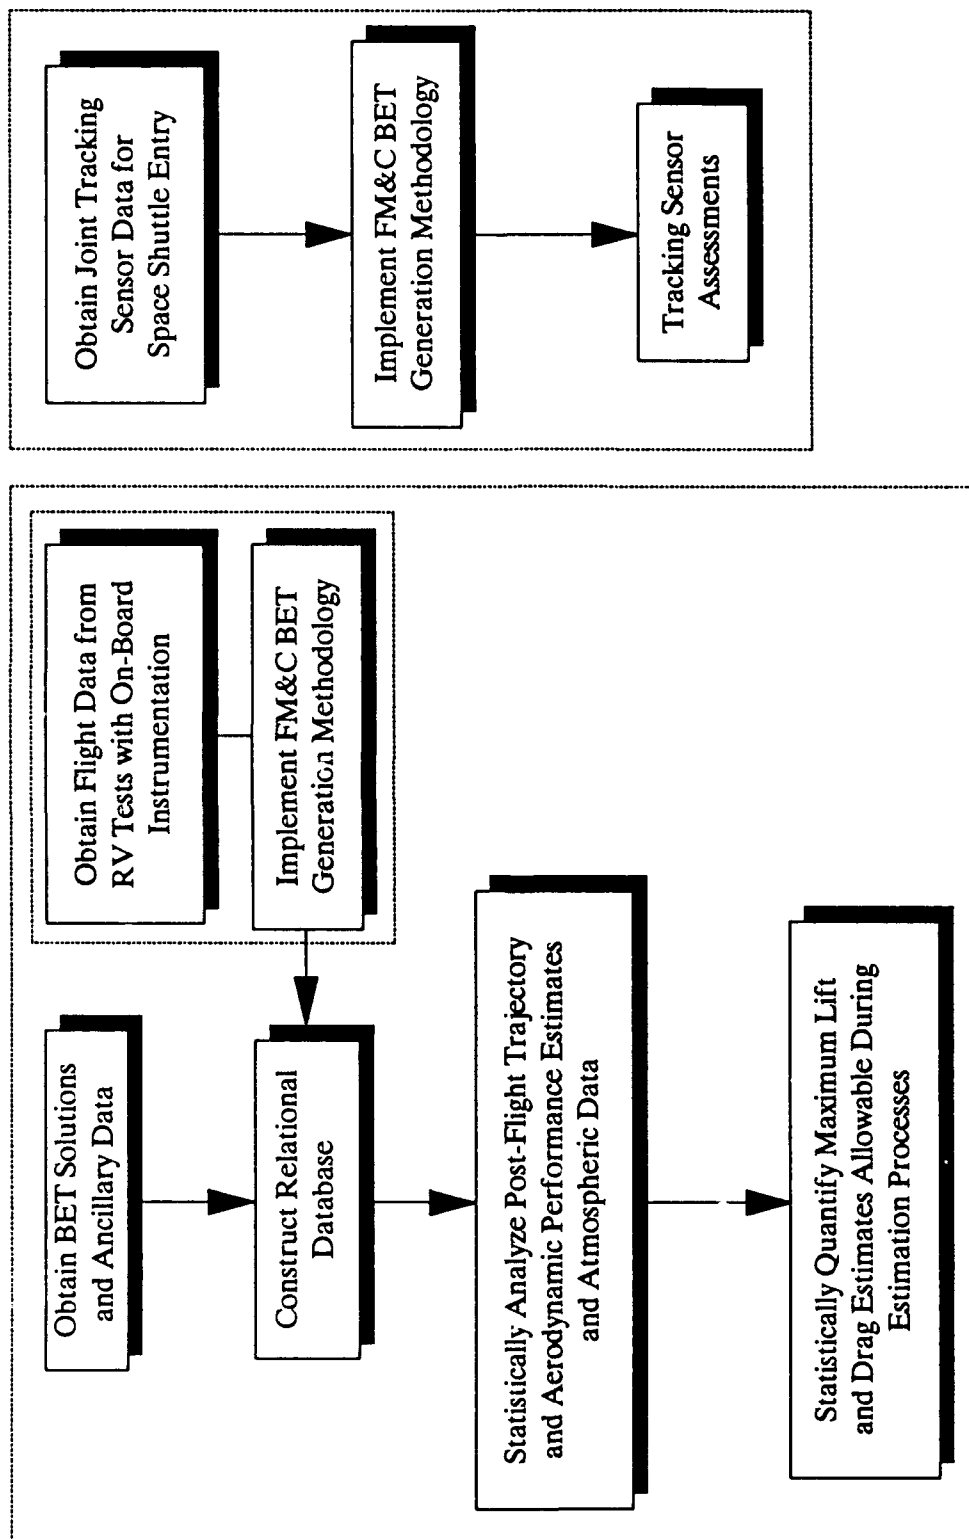 Obtain BET Solutions
and Ancillary Data
Construct Relational
Database
Obtain Flight Data from
RV Tests with On-Board
Instrumentation
Implement FM&C BET
Generation Methodology
Statistically Analyze Post-Flight Trajectory
and Aerodynamic Performance Estimates
and Atmospheric Data
Statistically Quantify Maximum Lift
and Drag Estimates Allowable During
Estimation Processes
Obtain Joint Tracking
Sensor Data for
Space Shuttle Entry
Implement FM&C BET
Generation Methodology
Tracking Sensor
Assessments